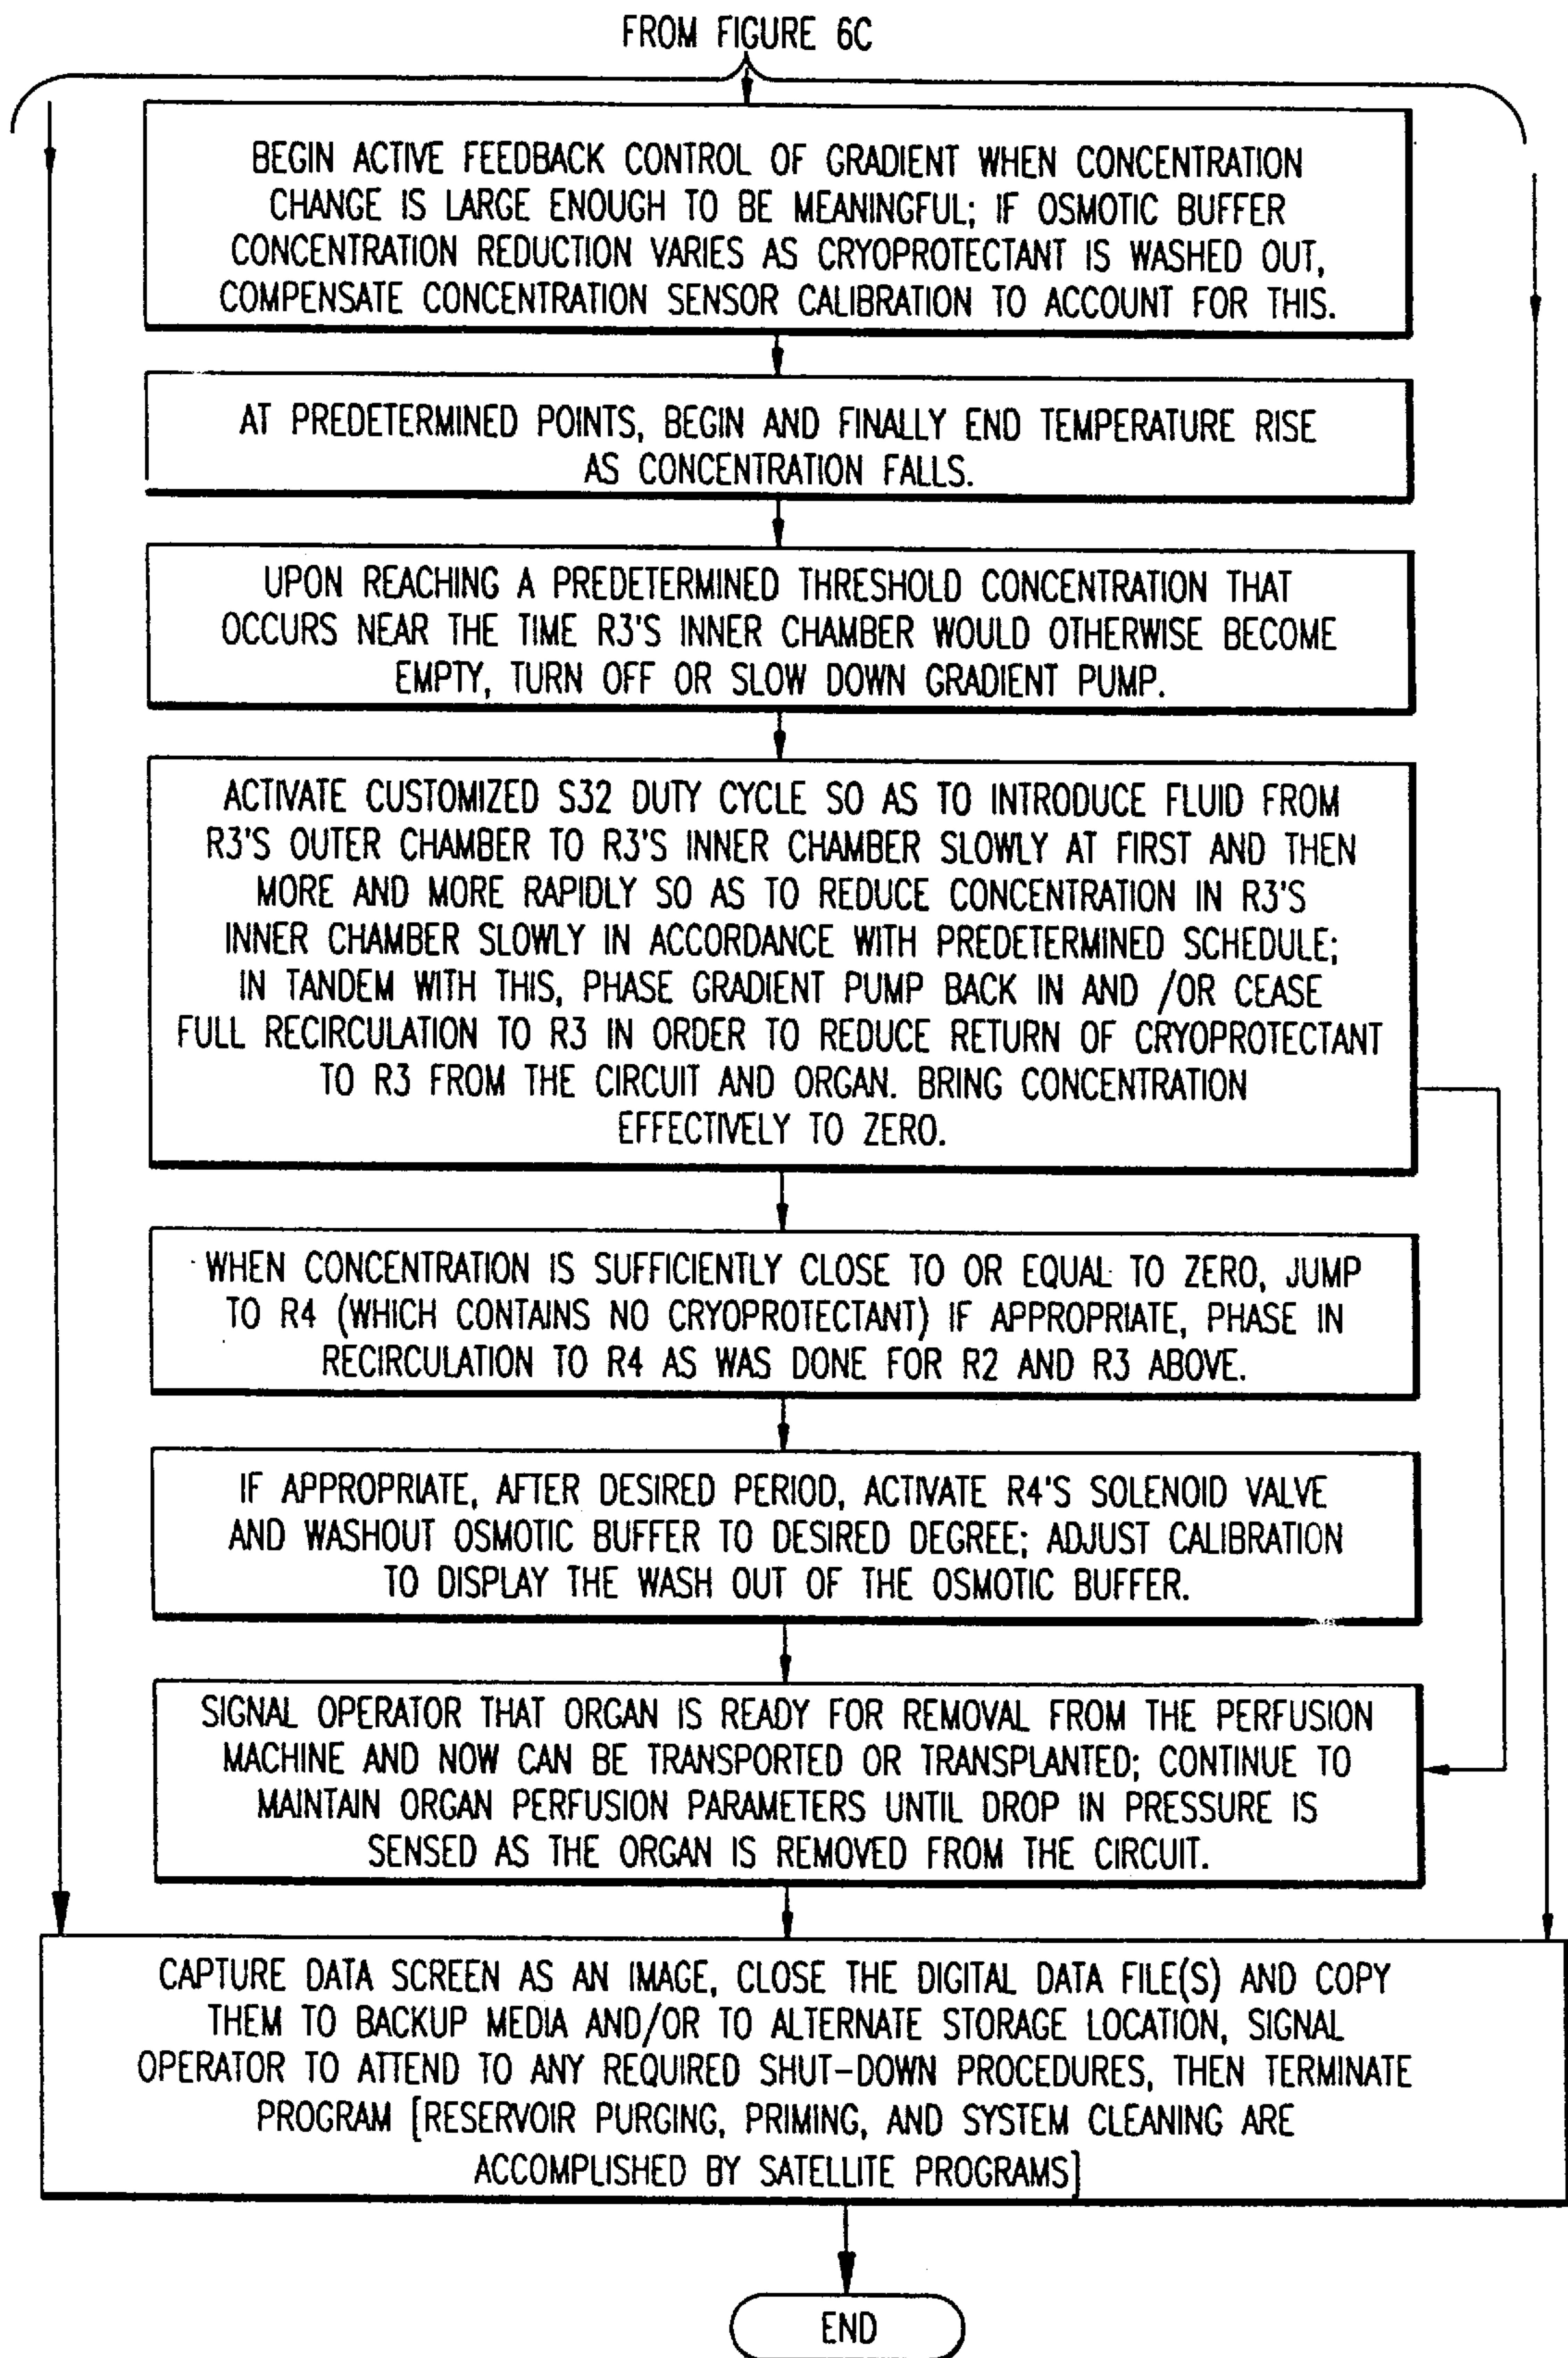 FROM FIGURE 6C
BEGIN ACTIVE FEEDBACK CONTROL OF GRADIENT WHEN CONCENTRATION
CHANGE IS LARGE ENOUGH TO BE MEANINGFUL; IF OSMOTIC BUFFER
CONCENTRATION REDUCTION VARIES AS CRYOPROTECTANT IS WASHED OUT,
COMPENSATE CONCENTRATION SENSOR CALIBRATION TO ACCOUNT FOR THIS.
AT PREDETERMINED POINTS, BEGIN AND FINALLY END TEMPERATURE RISE
AS CONCENTRATION FALLS.
UPON REACHING A PREDETERMINED THRESHOLD CONCENTRATION THAT
OCCURS NEAR THE TIME R3'S INNER CHAMBER WOULD OTHERWISE BECOME
EMPTY, TURN OFF OR SLOW DOWN GRADIENT PUMP.
ACTIVATE CUSTOMIZED S32 DUTY CYCLE SO AS TO INTRODUCE FLUID FROM
R3'S OUTER CHAMBER TO R3'S INNER CHAMBER SLOWLY AT FIRST AND THEN
MORE AND MORE RAPIDLY SO AS TO REDUCE CONCENTRATION IN R3'S
INNER CHAMBER SLOWLY IN ACCORDANCE WITH PREDETERMINED SCHEDULE;
IN TANDEM WITH THIS, PHASE GRADIENT PUMP BACK IN AND /OR CEASE
FULL RECIRCULATION TO R3 IN ORDER TO REDUCE RETURN OF CRYOPROTECTANT
TO R3 FROM THE CIRCUIT AND ORGAN. BRING CONCENTRATION
EFFECTIVELY TO ZERO.
WHEN CONCENTRATION IS SUFFICIENTLY CLOSE TO OR EQUAL TO ZERO, JUMP
TO R4 (WHICH CONTAINS NO CRYOPROTECTANT) IF APPROPRIATE, PHASE IN
RECIRCULATION TO R4 AS WAS DONE FOR R2 AND R3 ABOVE.
IF APPROPRIATE, AFTER DESIRED PERIOD, ACTIVATE R4'S SOLENOID VALVE
AND WASHOUT OSMOTIC BUFFER TO DESIRED DEGREE; ADJUST CALIBRATION
TO DISPLAY THE WASH OUT OF THE OSMOTIC BUFFER.
SIGNAL OPERATOR THAT ORGAN IS READY FOR REMOVAL FROM THE PERFUSION
MACHINE AND NOW CAN BE TRANSPORTED OR TRANSPLANTED; CONTINUE TO
MAINTAIN ORGAN PERFUSION PARAMETERS UNTIL DROP IN PRESSURE IS
SENSED AS THE ORGAN IS REMOVED FROM THE CIRCUIT.
CAPTURE DATA SCREEN AS AN IMAGE, CLOSE THE DIGITAL DATA FILE(S) AND COPY
THEM TO BACKUP MEDIA AND/OR TO ALTERNATE STORAGE LOCATION, SIGNAL
OPERATOR TO ATTEND TO ANY REQUIRED SHUT-DOWN PROCEDURES, THEN TERMINATE
PROGRAM [RESERVOIR PURGING, PRIMING, AND SYSTEM CLEANING ARE
ACCOMPLISHED BY SATELLITE PROGRAMS]
END